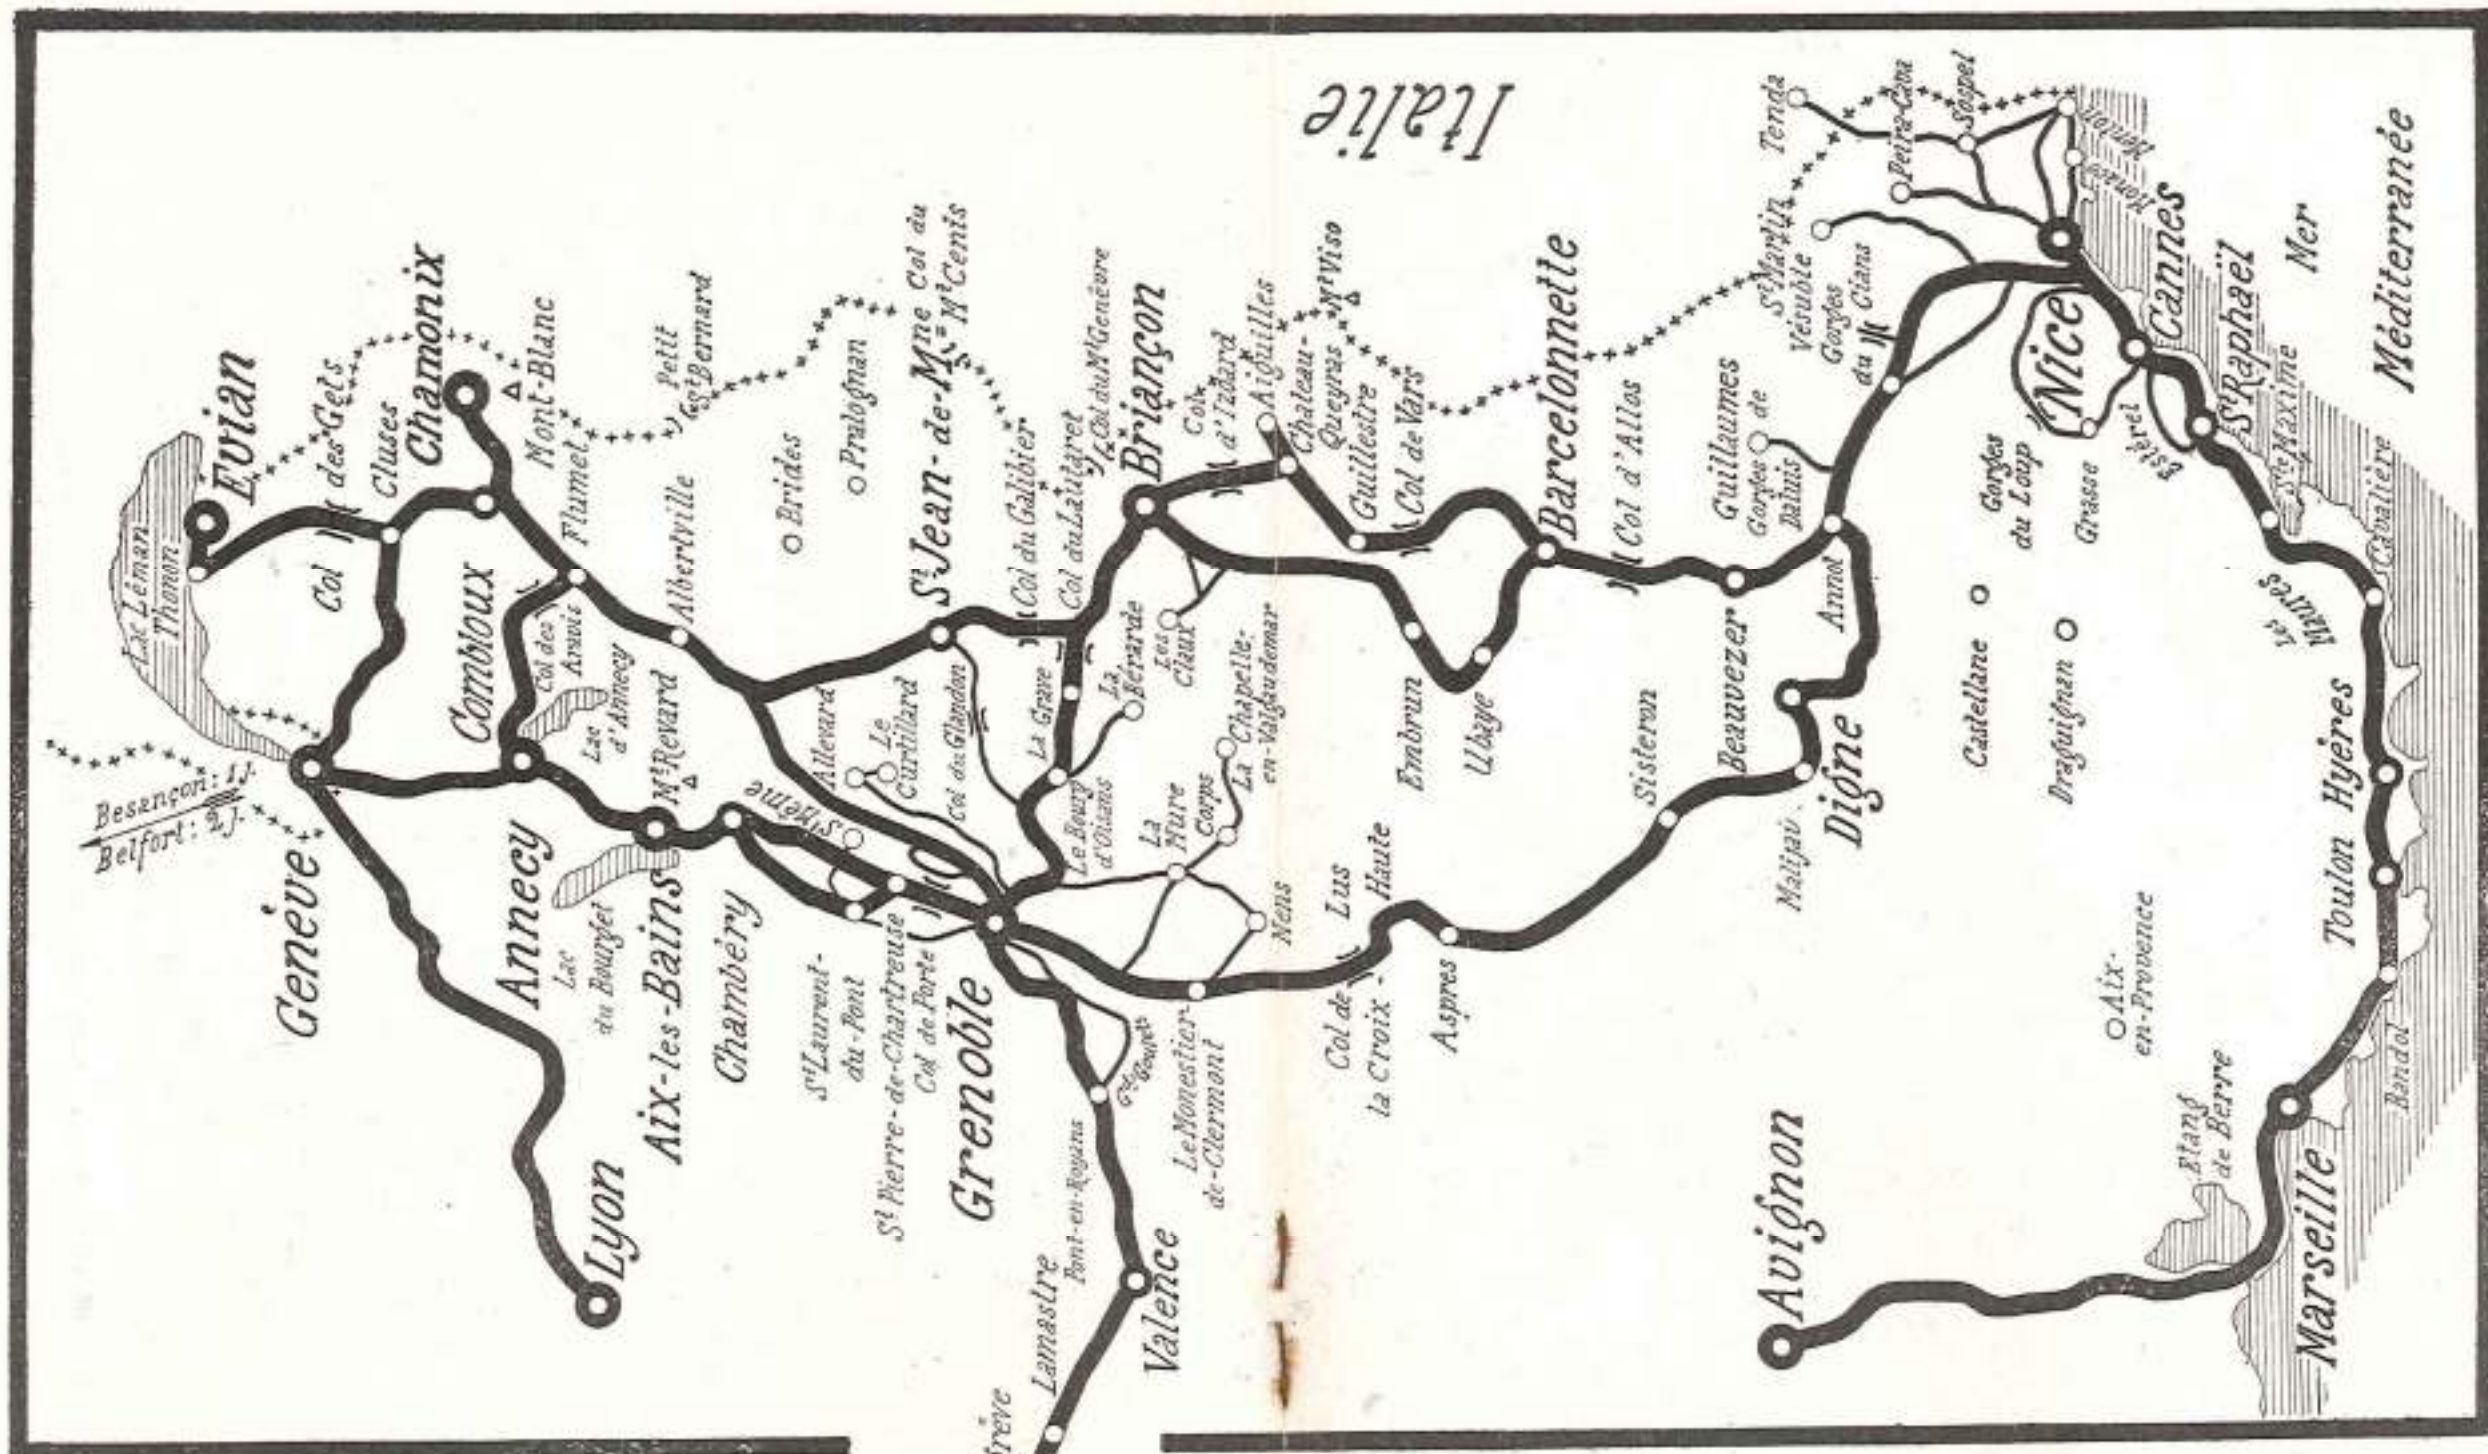 Italie
Mer
Méditerranée
Lac Léman
Thonon
Evian
Col
des Gets
Cluses
Chamonix
Mont-Blanc
Combloux
Flumet
Col des
Aravis
Albertville
Petit
St Bernard
Besançon: 1 J.
Belfort: 2 J.
Genève
Annecy
Lac
d'Annecy
Lac
du Bourget
Aix-les-Bains
Mt Revard
Chambéry
Lyon
Brides
Pralognan
St Jean-de-Mne
Col du
Mt Cenis
Allevard
Le
Curtillard
Col du Glandon
St Même
St Laurent-
du-Pont
St Pierre-de-Chartreuse
Col de Porte
Grenoble
Col du Galibier
Col du Lautaret
Col du Mt Genèvre
Briançon
La Grave
La
Bérarde
Le Bourg
d'Oisans
Les
Claux
La Chapelle-
en-Valgaudemar
La
Mure
Corps
Mens
Gds Goulets
Pont-en-Royans
Le Monestier-
de-Clermont
Lamastre
Valence
Col
d'Izoard
Aiguilles
Chateau-
Queyras
Mt Viso
Guillestre
Col de Vars
Embrun
Ubaye
Barcelonnette
Col d'Allos
Col de
la Croix-
Haute
Lus
Aspres
Sisteron
Beauvezer
Annot
Malijai
Digne
Guillaumes
Gorges de
Daluis
Gorges
du Cians
St Martin
Vésubie
Tenda
Peira-Cava
Sospel
Menton
Monaco
Nice
Gorges
du Loup
Grasse
Cannes
Estérel
St Raphaël
Ste Maxime
Cavalière
Les
Maures
Castellane
Draguignan
Hyères
Toulon
Bandol
Aix-
en-Provence
Etang
de Berre
Marseille
Avignon